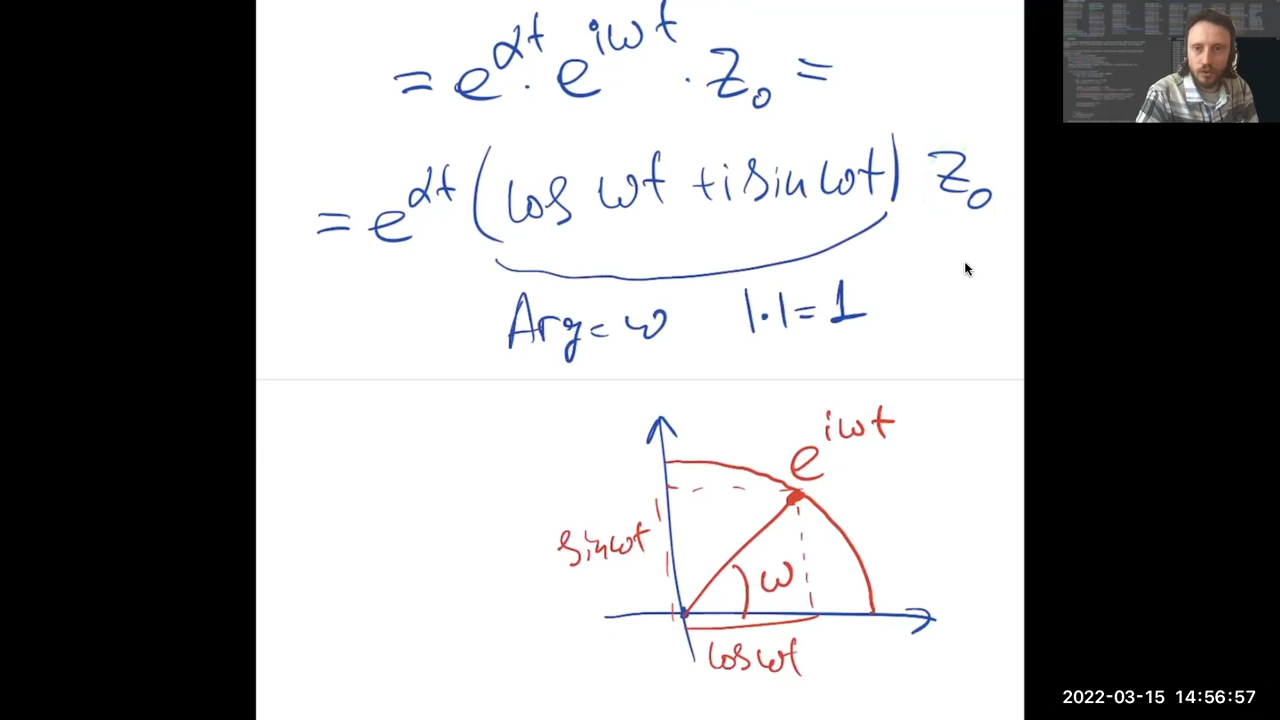 = e^{αt} · e^{iωt} · z₀ =
= e^{αt} (cos ωt + i sin ωt) z₀
Arg = ω |·| = 1
e^{iωt}
sin ωt
ω
cos ωt
2022-03-15 14:56:57